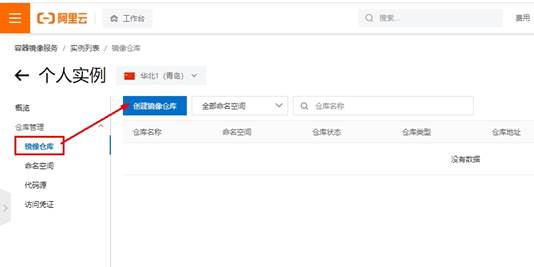 阿里云 工作台 搜索... 费用
容器镜像服务 / 实例列表 / 镜像仓库
← 个人实例 华北1（青岛）
概览
创建镜像仓库 全部命名空间 仓库名称
仓库管理
仓库名称 命名空间 仓库状态 仓库类型 仓库地址
镜像仓库
没有数据
命名空间
代码源
访问凭证